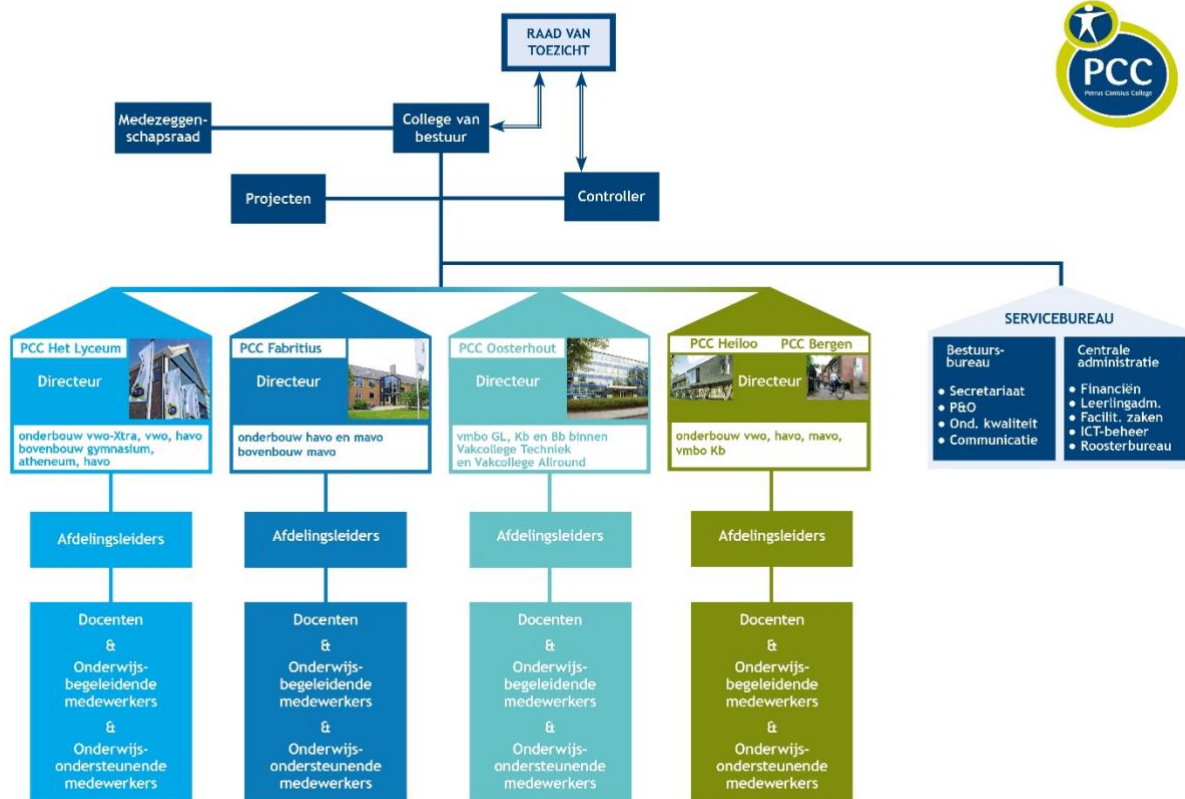 RAAD VAN
TOEZICHT
PCC
Petrus Canisius College
Medezeggen-
schapsraad
College van
bestuur
Projecten
Controller
PCC Het Lyceum
Directeur
onderbouw vwo-Xtra, vwo, havo
bovenbouw gymnasium,
atheneum, havo
PCC Fabritius
Directeur
onderbouw havo en mavo
bovenbouw mavo
PCC Oosterhout
Directeur
vmbo GL, Kb en Bb binnen
Vakcollege Techniek
en Vakcollege Allround
PCC Heiloo
PCC Bergen
Directeur
onderbouw vwo, havo, mavo,
vmbo Kb
SERVICEBUREAU
Bestuurs-
bureau
• Secretariaat
• P&O
• Ond. kwaliteit
• Communicatie
Centrale
administratie
• Financiën
• Leerlingadm.
• Facilit. zaken
• ICT-beheer
• Roosterbureau
Afdelingsleiders
Afdelingsleiders
Afdelingsleiders
Afdelingsleiders
Docenten
&
Onderwijs-
begeleidende
medewerkers
&
Onderwijs-
ondersteunende
medewerkers
Docenten
&
Onderwijs-
begeleidende
medewerkers
&
Onderwijs-
ondersteunende
medewerkers
Docenten
&
Onderwijs-
begeleidende
medewerkers
&
Onderwijs-
ondersteunende
medewerkers
Docenten
&
Onderwijs-
begeleidende
medewerkers
&
Onderwijs-
ondersteunende
medewerkers